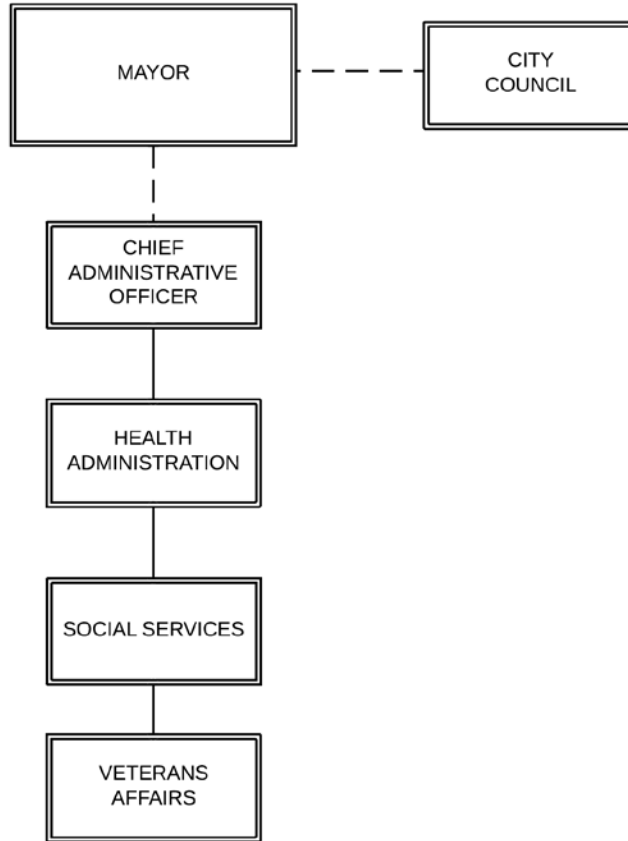 MAYOR
CITY
COUNCIL
CHIEF
ADMINISTRATIVE
OFFICER
HEALTH
ADMINISTRATION
SOCIAL SERVICES
VETERANS
AFFAIRS